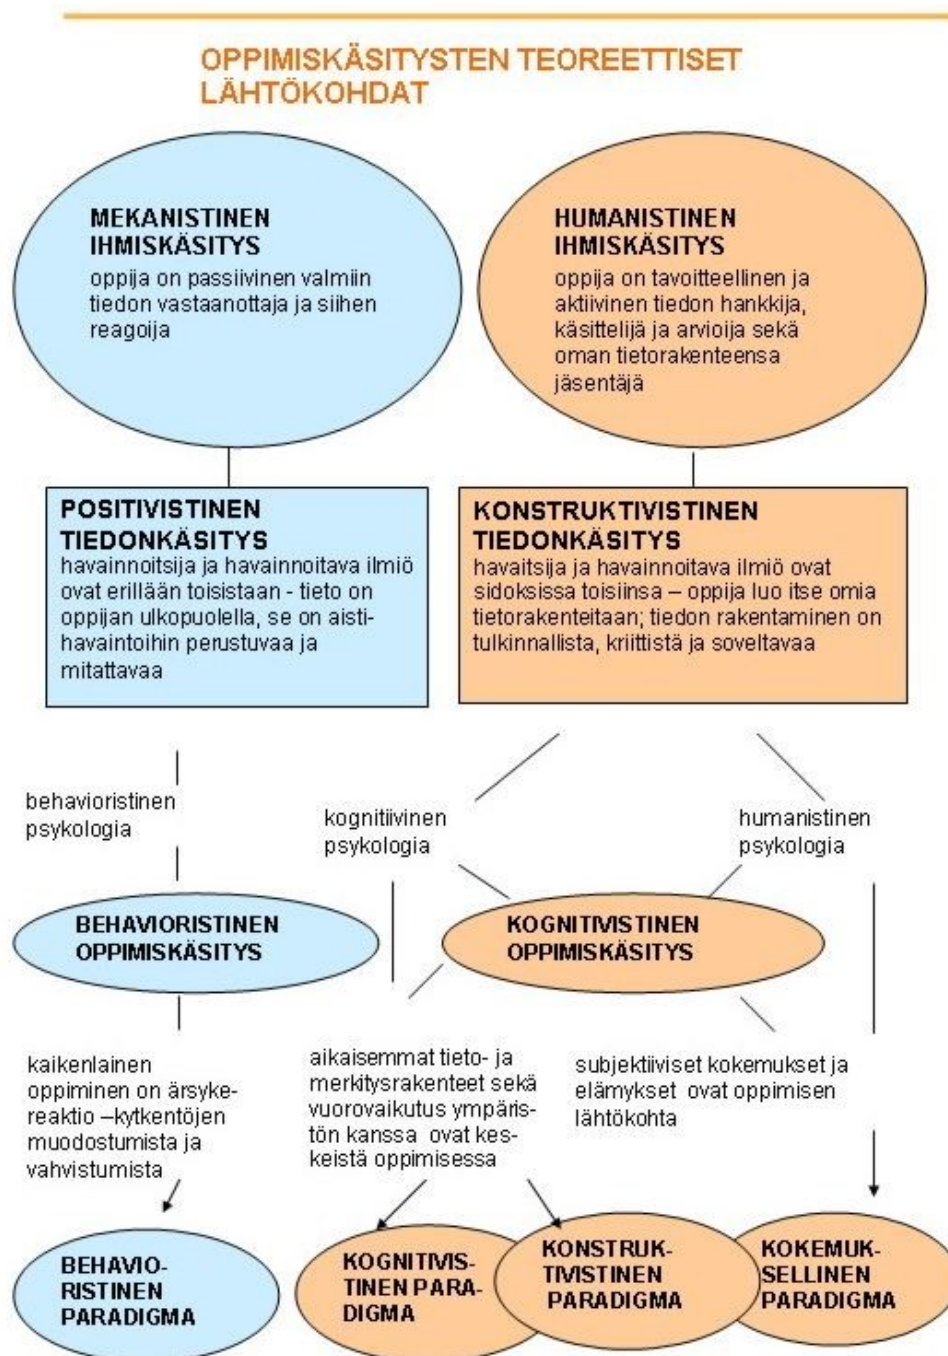 OPPIMISKÄSITYSTEN TEOREETTISET
LÄHTÖKOHDAT
MEKANISTINEN
IHMISKÄSITYS
oppija on passiivinen valmiin
tiedon vastaanottaja ja siihen
reagoija
HUMANISTINEN
IHMISKÄSITYS
oppija on tavoitteellinen ja
aktiivinen tiedon hankkija,
käsittelijä ja arvioija sekä
oman tietorakenteensa
jäsentäjä
POSITIVISTINEN
TIEDONKÄSITYS
havainnoitsija ja havainnoitava ilmiö
ovat erillään toisistaan - tieto on
oppijan ulkopuolella, se on aisti-
havaintoihin perustuvaa ja
mitattavaa
KONSTRUKTIVISTINEN
TIEDONKÄSITYS
havaitsija ja havainnoitava ilmiö ovat
sidoksissa toisiinsa – oppija luo itse omia
tietorakenteitaan; tiedon rakentaminen on
tulkinnallista, kriittistä ja soveltavaa
behavioristinen
psykologia
kognitiivinen
psykologia
humanistinen
psykologia
BEHAVIORISTINEN
OPPIMISKÄSITYS
KOGNITIVISTINEN
OPPIMISKÄSITYS
kaikenlainen
oppiminen on ärsyke-
reaktio –kytkentöjen
muodostumista ja
vahvistumista
aikaisemmat tieto- ja
merkitysrakenteet sekä
vuorovaikutus ympäris-
tön kanssa ovat kes-
keistä oppimisessa
subjektiiviset kokemukset ja
elämykset ovat oppimisen
lähtökohta
BEHAVIO-
RISTINEN
PARADIGMA
KOGNITIVIS-
TINEN PARA-
DIGMA
KONSTRUK-
TIVISTINEN
PARADIGMA
KOKEMUK-
SELLINEN
PARADIGMA